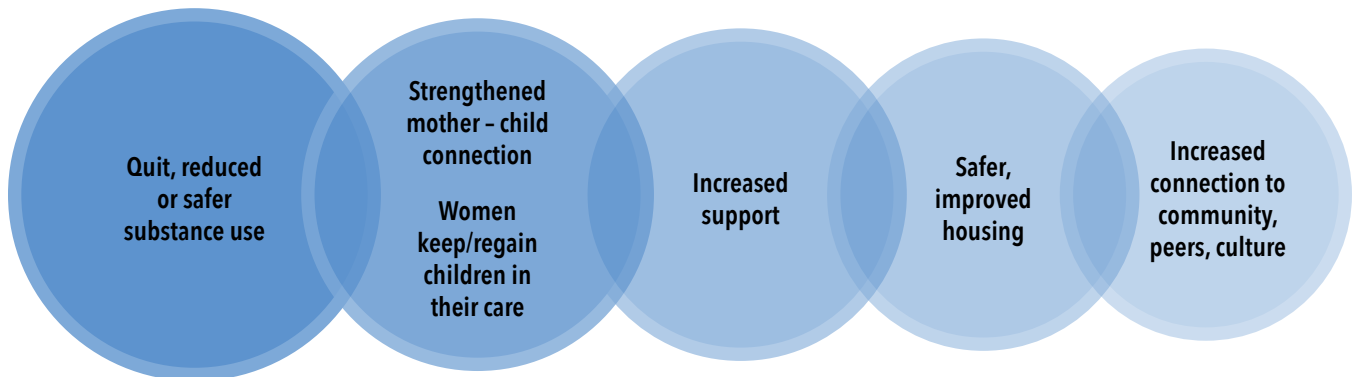 Quit, reduced
or safer
substance use
Strengthened
mother – child
connection
Women
keep/regain
children in
their care
Increased
support
Safer,
improved
housing
Increased
connection to
community,
peers, culture